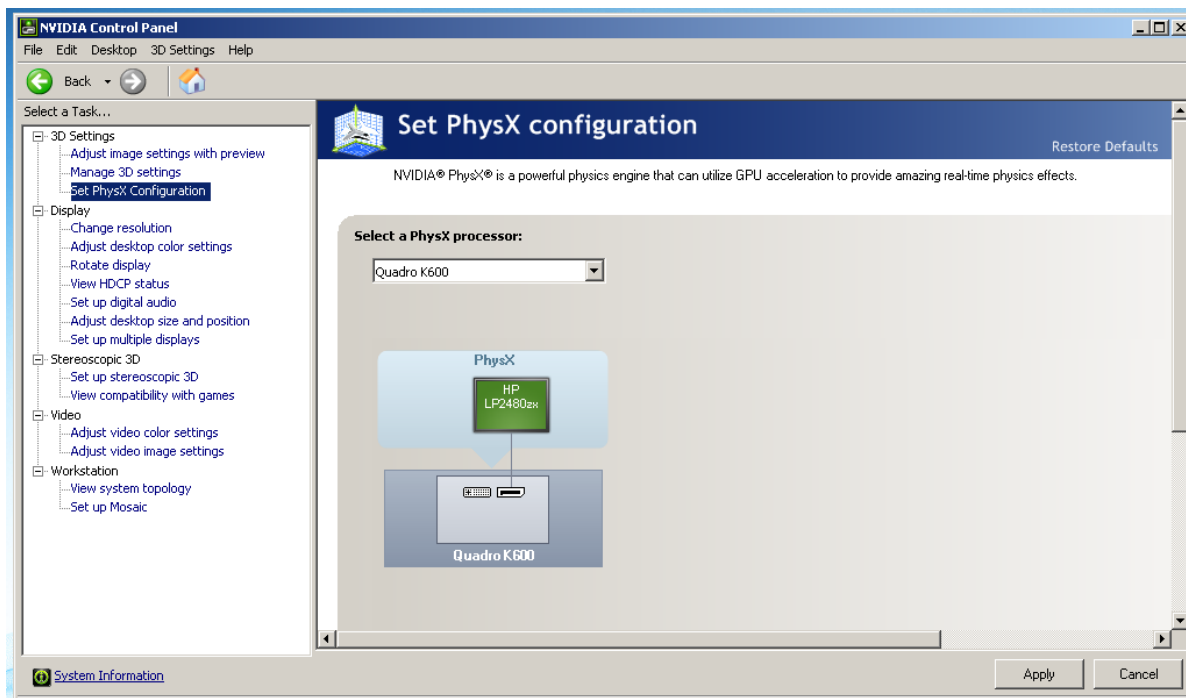 NVIDIA Control Panel
File Edit Desktop 3D Settings Help
Back
Select a Task...
3D Settings
Adjust image settings with preview
Manage 3D settings
Set PhysX Configuration
Display
Change resolution
Adjust desktop color settings
Rotate display
View HDCP status
Set up digital audio
Adjust desktop size and position
Set up multiple displays
Stereoscopic 3D
Set up stereoscopic 3D
View compatibility with games
Video
Adjust video color settings
Adjust video image settings
Workstation
View system topology
Set up Mosaic
System Information
Set PhysX configuration
Restore Defaults
NVIDIA® PhysX® is a powerful physics engine that can utilize GPU acceleration to provide amazing real-time physics effects.
Select a PhysX processor:
Quadro K600
PhysX
HP
LP2480zx
Quadro K600
Apply Cancel